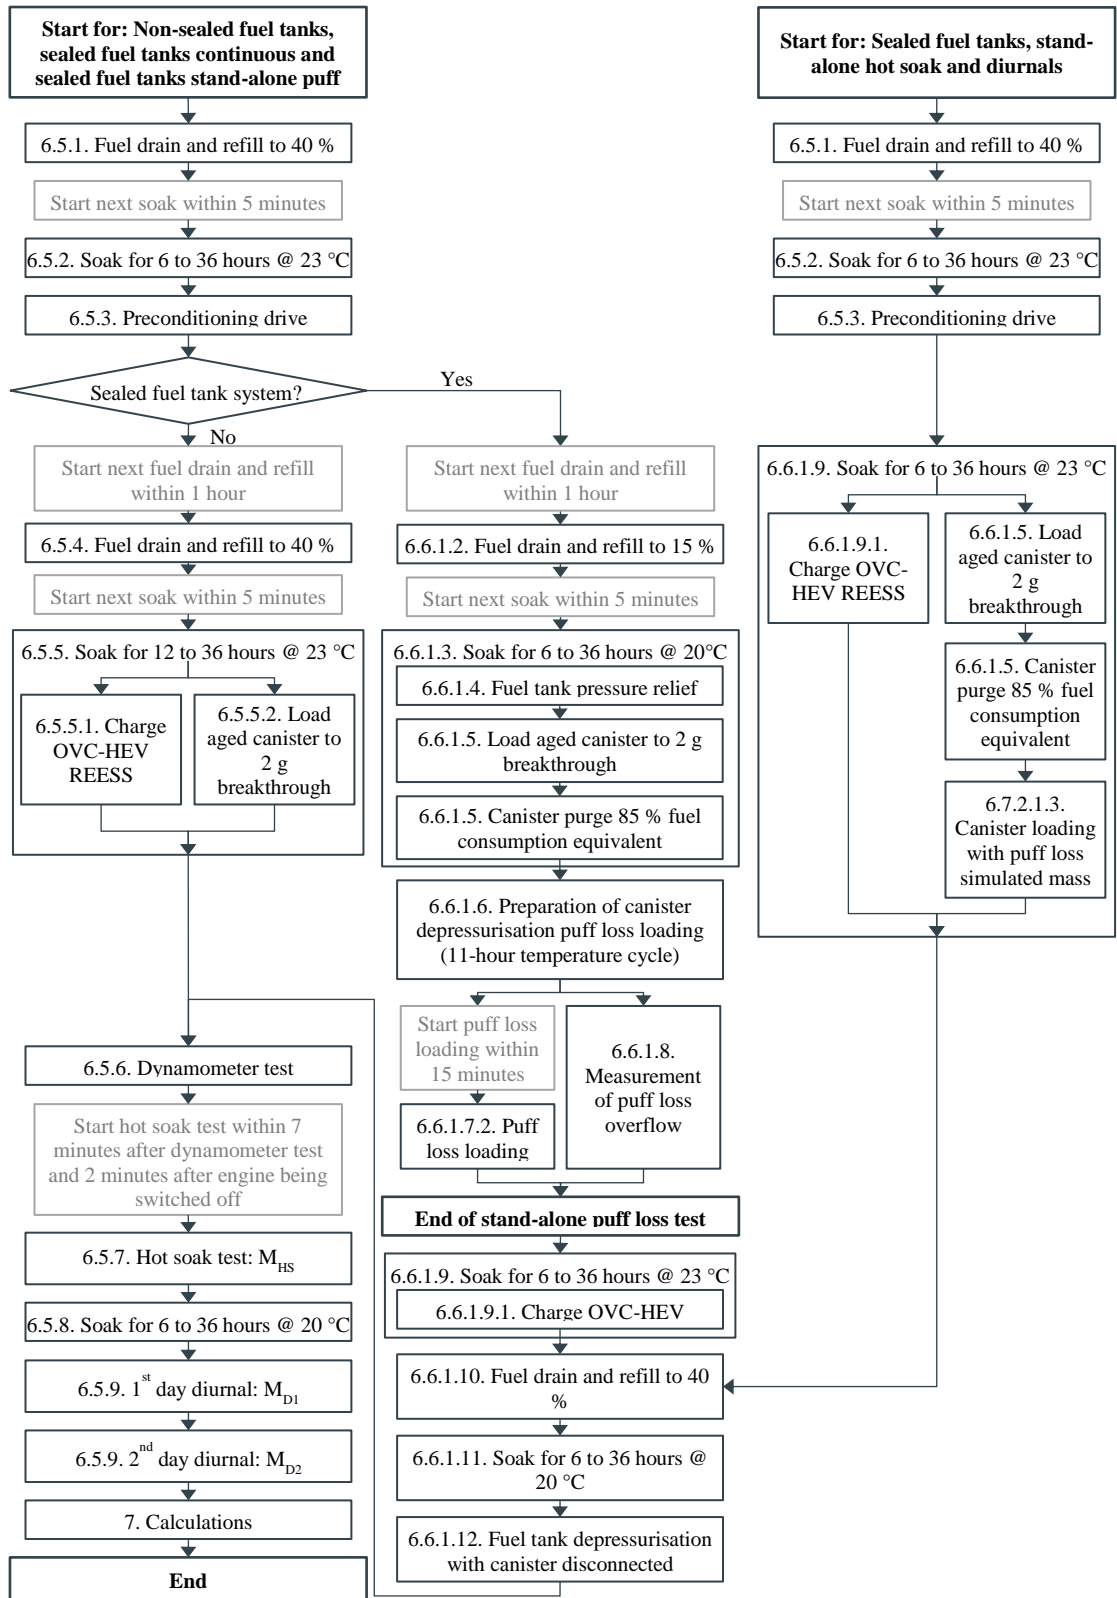 Start for: Non-sealed fuel tanks,
sealed fuel tanks continuous and
sealed fuel tanks stand-alone puff
6.5.1. Fuel drain and refill to 40 %
Start next soak within 5 minutes
6.5.2. Soak for 6 to 36 hours @ 23 °C
6.5.3. Preconditioning drive
Sealed fuel tank system?
Yes
No
Start next fuel drain and refill
within 1 hour
6.5.4. Fuel drain and refill to 40 %
Start next soak within 5 minutes
6.5.5. Soak for 12 to 36 hours @ 23 °C
6.5.5.1. Charge
OVC-HEV
REESS
6.5.5.2. Load
aged canister to
2 g
breakthrough
6.5.6. Dynamometer test
Start hot soak test within 7
minutes after dynamometer test
and 2 minutes after engine being
switched off
6.5.7. Hot soak test: M_HS
6.5.8. Soak for 6 to 36 hours @ 20 °C
6.5.9. 1st day diurnal: M_D1
6.5.9. 2nd day diurnal: M_D2
7. Calculations
End
Start next fuel drain and refill
within 1 hour
6.6.1.2. Fuel drain and refill to 15 %
Start next soak within 5 minutes
6.6.1.3. Soak for 6 to 36 hours @ 20°C
6.6.1.4. Fuel tank pressure relief
6.6.1.5. Load aged canister to 2 g
breakthrough
6.6.1.5. Canister purge 85 % fuel
consumption equivalent
6.6.1.6. Preparation of canister
depressurisation puff loss loading
(11-hour temperature cycle)
Start puff loss
loading within
15 minutes
6.6.1.7.2. Puff
loss loading
6.6.1.8.
Measurement
of puff loss
overflow
End of stand-alone puff loss test
6.6.1.9. Soak for 6 to 36 hours @ 23 °C
6.6.1.9.1. Charge OVC-HEV
6.6.1.10. Fuel drain and refill to 40
%
6.6.1.11. Soak for 6 to 36 hours @
20 °C
6.6.1.12. Fuel tank depressurisation
with canister disconnected
Start for: Sealed fuel tanks, stand-
alone hot soak and diurnals
6.5.1. Fuel drain and refill to 40 %
Start next soak within 5 minutes
6.5.2. Soak for 6 to 36 hours @ 23 °C
6.5.3. Preconditioning drive
6.6.1.9. Soak for 6 to 36 hours @ 23 °C
6.6.1.9.1.
Charge OVC-
HEV REESS
6.6.1.5. Load
aged canister to
2 g
breakthrough
6.6.1.5. Canister
purge 85 % fuel
consumption
equivalent
6.7.2.1.3.
Canister loading
with puff loss
simulated mass